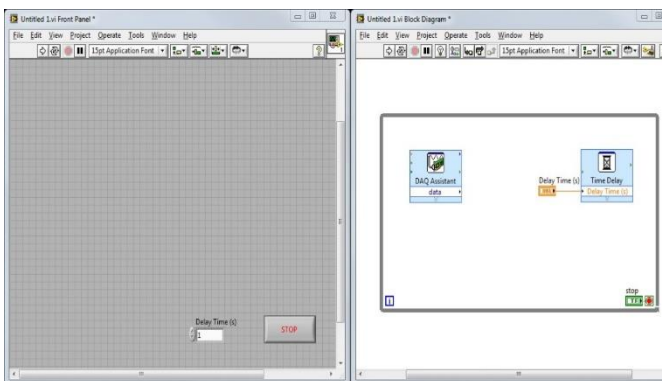 Untitled 1.vi Front Panel *
File Edit View Project Operate Tools Window Help
15pt Application Font
Delay Time (s)
1
STOP
Untitled 1.vi Block Diagram *
File Edit View Project Operate Tools Window Help
15pt Application Font
DAQ Assistant
data
Delay Time (s)
Time Delay
Delay Time (s)
stop
TF
i